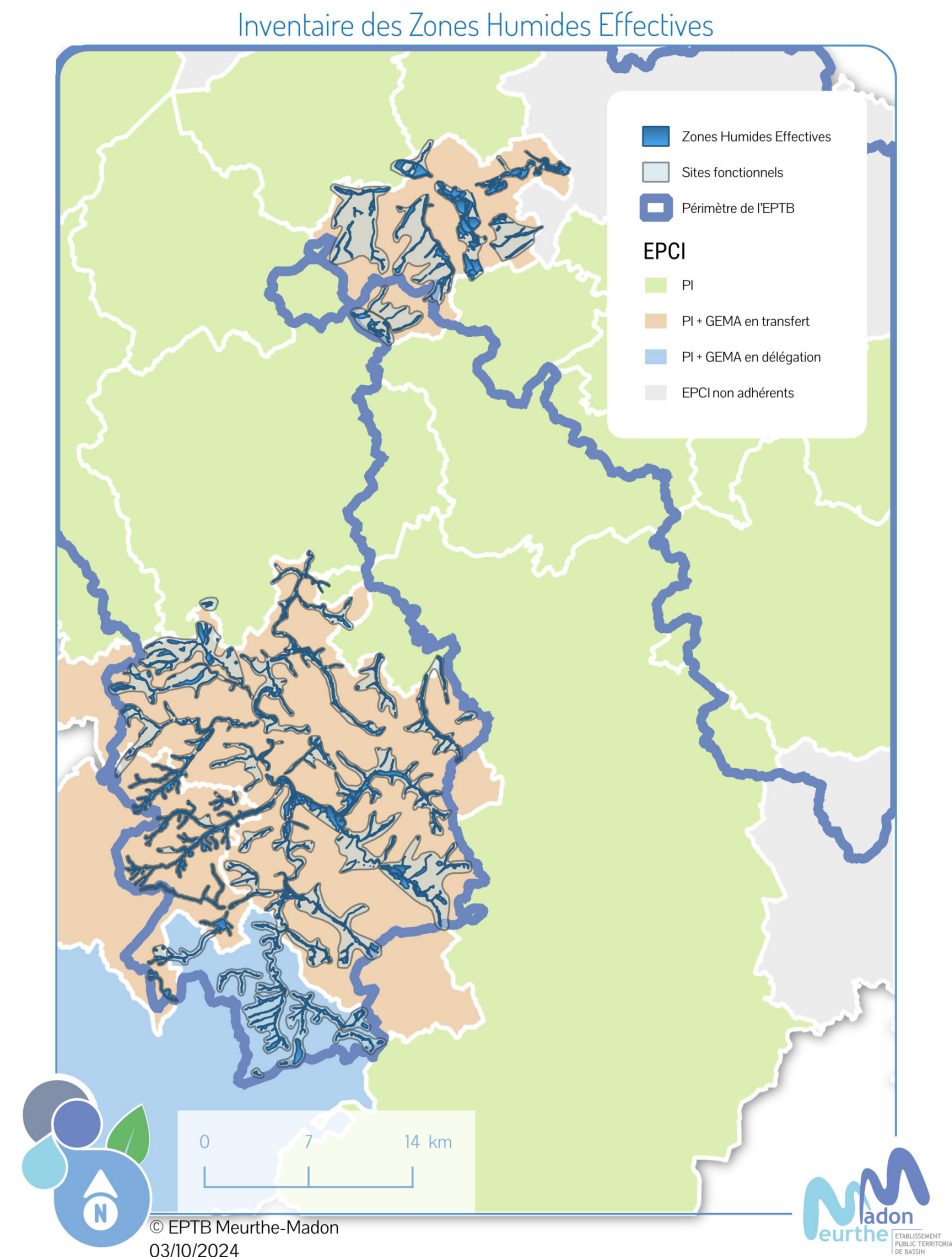 Inventaire des Zones Humides Effectives
Zones Humides Effectives
Sites fonctionnels
Périmètre de l'EPTB
EPCI
PI
PI + GEMA en transfert
PI + GEMA en délégation
EPCI non adhérents
0 7 14 km
N
© EPTB Meurthe-Madon
03/10/2024
Madon
Meurthe
ETABLISSEMENT
PUBLIC TERRITORIA
DE BASSIN